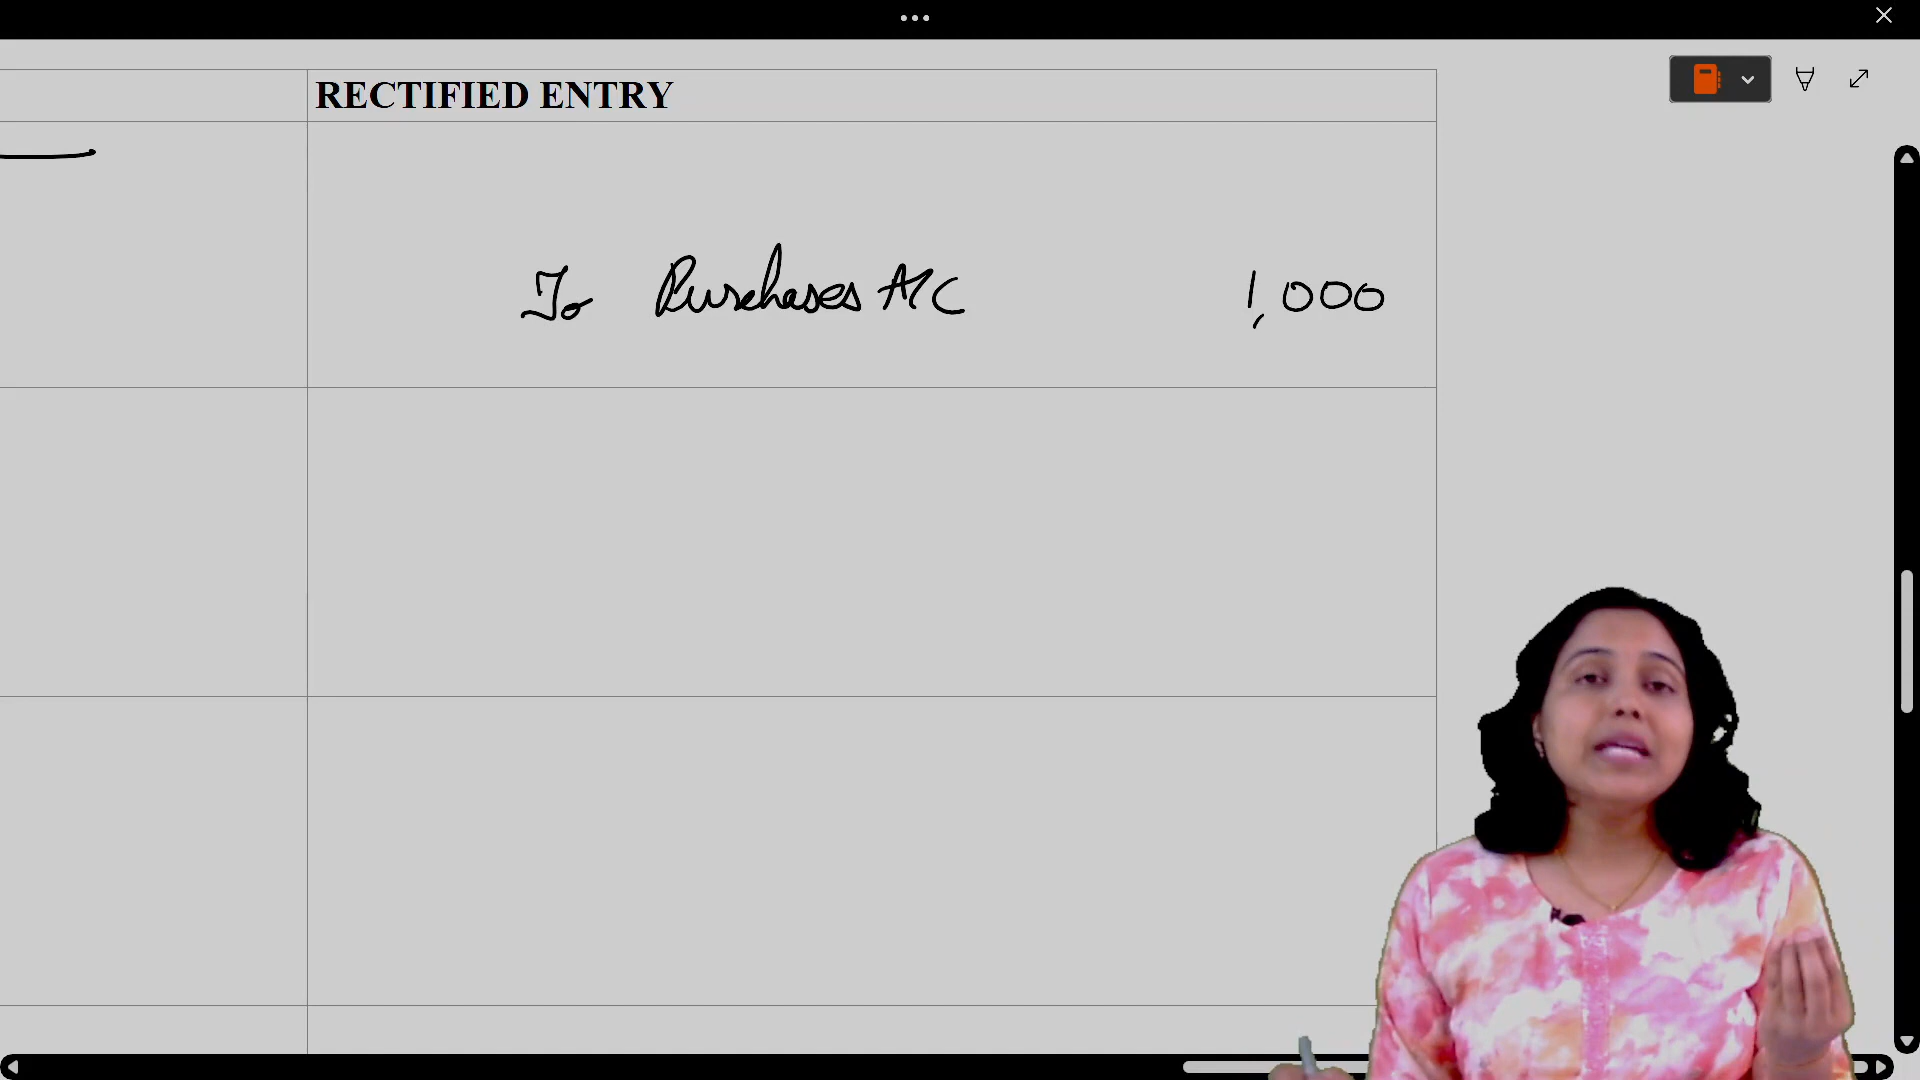 RECTIFIED ENTRY
To Purchases A/C 1,000